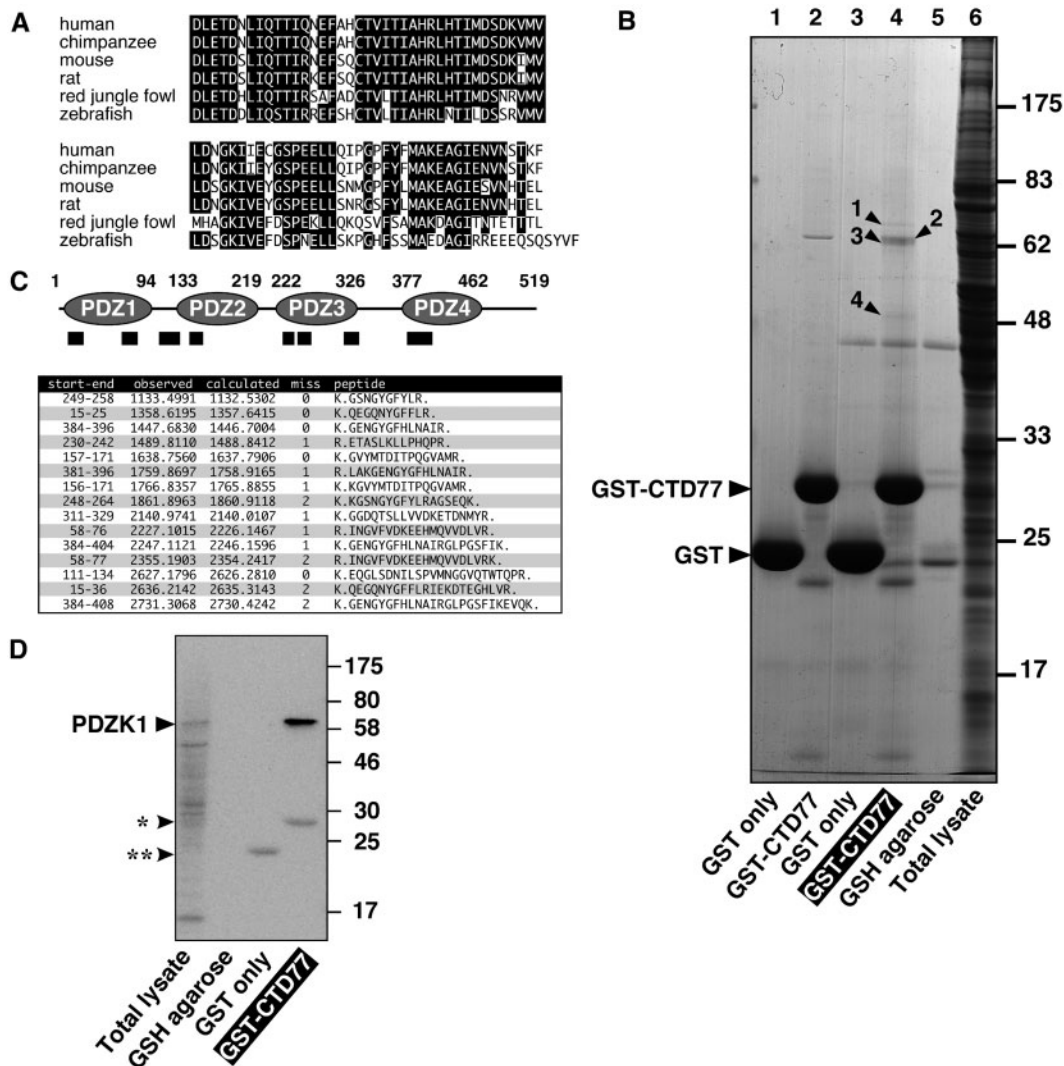 A
human DLETDNLIQTTIQNEFAHCTVITIAHRLHTIMDSDKVMV
chimpanzee DLETDNLIQTTIQNEFAHCTVITIAHRLHTIMDSDKVMV
mouse DLETDSLIQTTIRNEFSQCTVITIAHRLHTIMDSDKIMV
rat DLETDSLIQTTIRKEFSQCTVITIAHRLHTIMDSDKIMV
red jungle fowl DLETDHLIQTTIRSAFADCTVLTIAHRLHTIMDSNRVMV
zebrafish DLETDDLIQSTIRREFSHCTVLTIAHRLNTILDSSRVMV
human LDNGKIIECGSPEELLQIPGPFYFMAKEAGIENVNSTKF
chimpanzee LDNGKIIEYGSPEELLQIPGPFYFMAKEAGIENVNSTKF
mouse LDSGKIVEYGSPEELLSNMGPFYLMAKEAGIESVNHTEL
rat LDNGKIVEYGSPEELLSNRGSFYLMAKEAGIENVNHTEL
red jungle fowl MHAGKIVEFDSPEKLLQKQSVFSAMAKDAGITNTETTTL
zebrafish LDSGKIVEFDSPNELLSKPGHFSSMAEDAGIRREEEQSQSYVF
C
1 94 133 219 222 326 377 462 519
PDZ1 PDZ2 PDZ3 PDZ4
start-end observed calculated miss peptide
249-258 1133.4991 1132.5302 0 K.GSNGYGFYLR.
15-25 1358.6195 1357.6415 0 K.QEGQNYGFFLR.
384-396 1447.6830 1446.7004 0 K.GENGYGFHLNAIR.
230-242 1489.8110 1488.8412 1 R.ETASLKLLPHQPR.
157-171 1638.7560 1637.7906 0 K.GVYMTDITPQGVAMR.
381-396 1759.8697 1758.9165 1 R.LAKGENGYGFHLNAIR.
156-171 1766.8357 1765.8855 1 K.KGVYMTDITPQGVAMR.
248-264 1861.8963 1860.9118 2 K.KGSNGYGFYLRAGSEQK.
311-329 2140.9741 2140.0107 1 K.GGDQTSLLVVDKETDNMYR.
58-76 2227.1015 2226.1467 1 R.INGVFVDKEEHMQVVDLVR.
384-404 2247.1121 2246.1596 1 K.GENGYGFHLNAIRGLPGSFIK.
58-77 2355.1903 2354.2417 2 R.INGVFVDKEEHMQVVDLVRK.
111-134 2627.1796 2626.2810 0 K.EQGLSDNILSPVMNGGVQTWTQPR.
15-36 2636.2142 2635.3143 2 K.QEGQNYGFFLRIEKDTEGHLVR.
384-408 2731.3068 2730.4242 2 K.GENGYGFHLNAIRGLPGSFIKEVQK.
D
PDZK1
*
**
175
80
58
46
30
25
17
Total lysate
GSH agarose
GST only
GST-CTD77
B
1 2 3 4 5 6
175
83
62
48
33
25
17
1
2
3
4
GST-CTD77
GST
GST only
GST-CTD77
GST only
GST-CTD77
GSH agarose
Total lysate